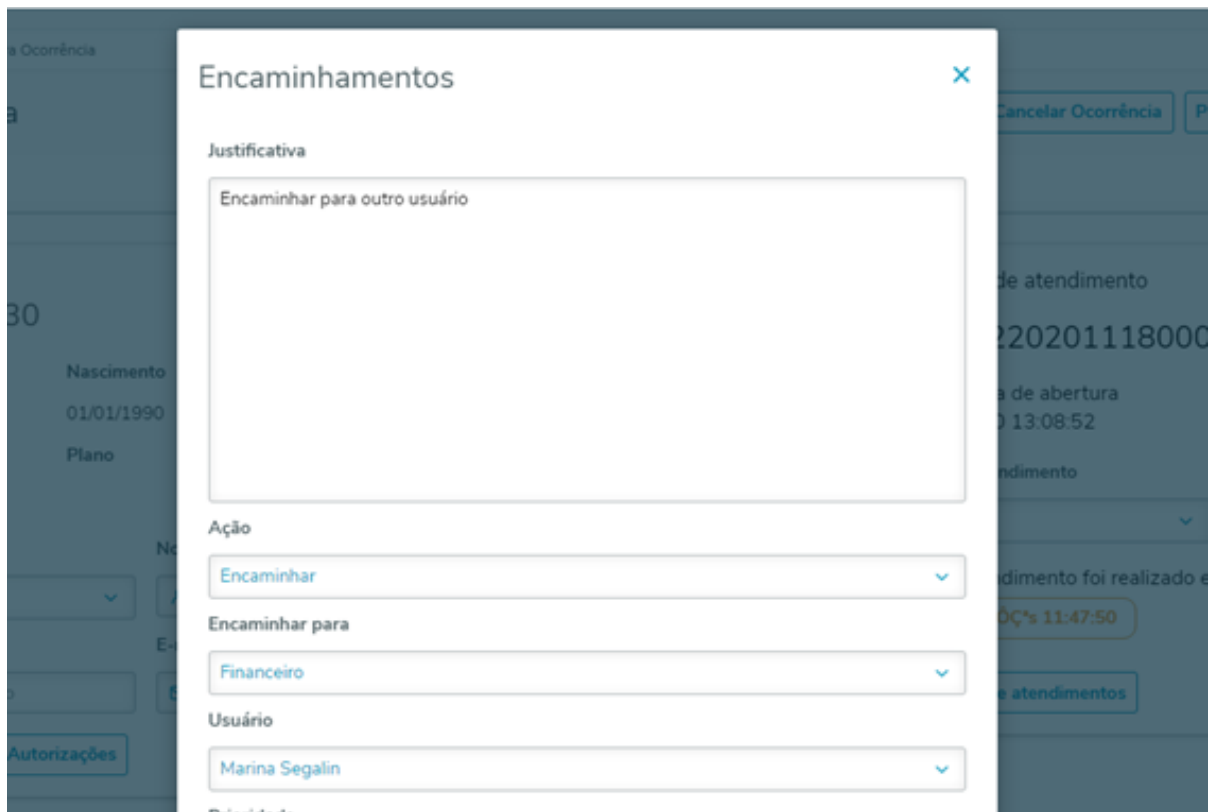 a Ocorrência
Encaminhamentos
a
Cancelar Ocorrência
Justificativa
Encaminhar para outro usuário
de atendimento
30
220201118000
Nascimento
a de abertura
01/01/1990
13:08:52
Plano
ndimento
Ação
Encaminhar
dimento foi realizado e
ÔÇªs 11:47:50
Encaminhar para
Financeiro
e atendimentos
Usuário
Autorizações
Marina Segalin